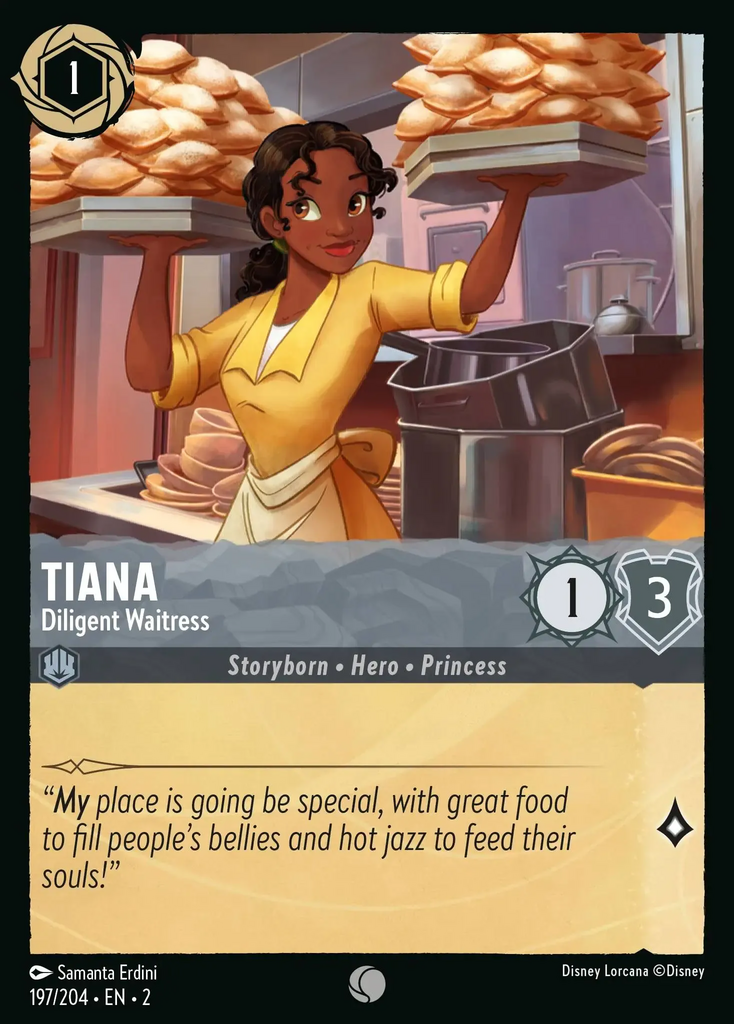 1
TIANA
Diligent Waitress
1
3
Storyborn • Hero • Princess
“My place is going be special, with great food
to fill people’s bellies and hot jazz to feed their
souls!”
Samanta Erdini
Disney Lorcana ©Disney
197/204 • EN • 2